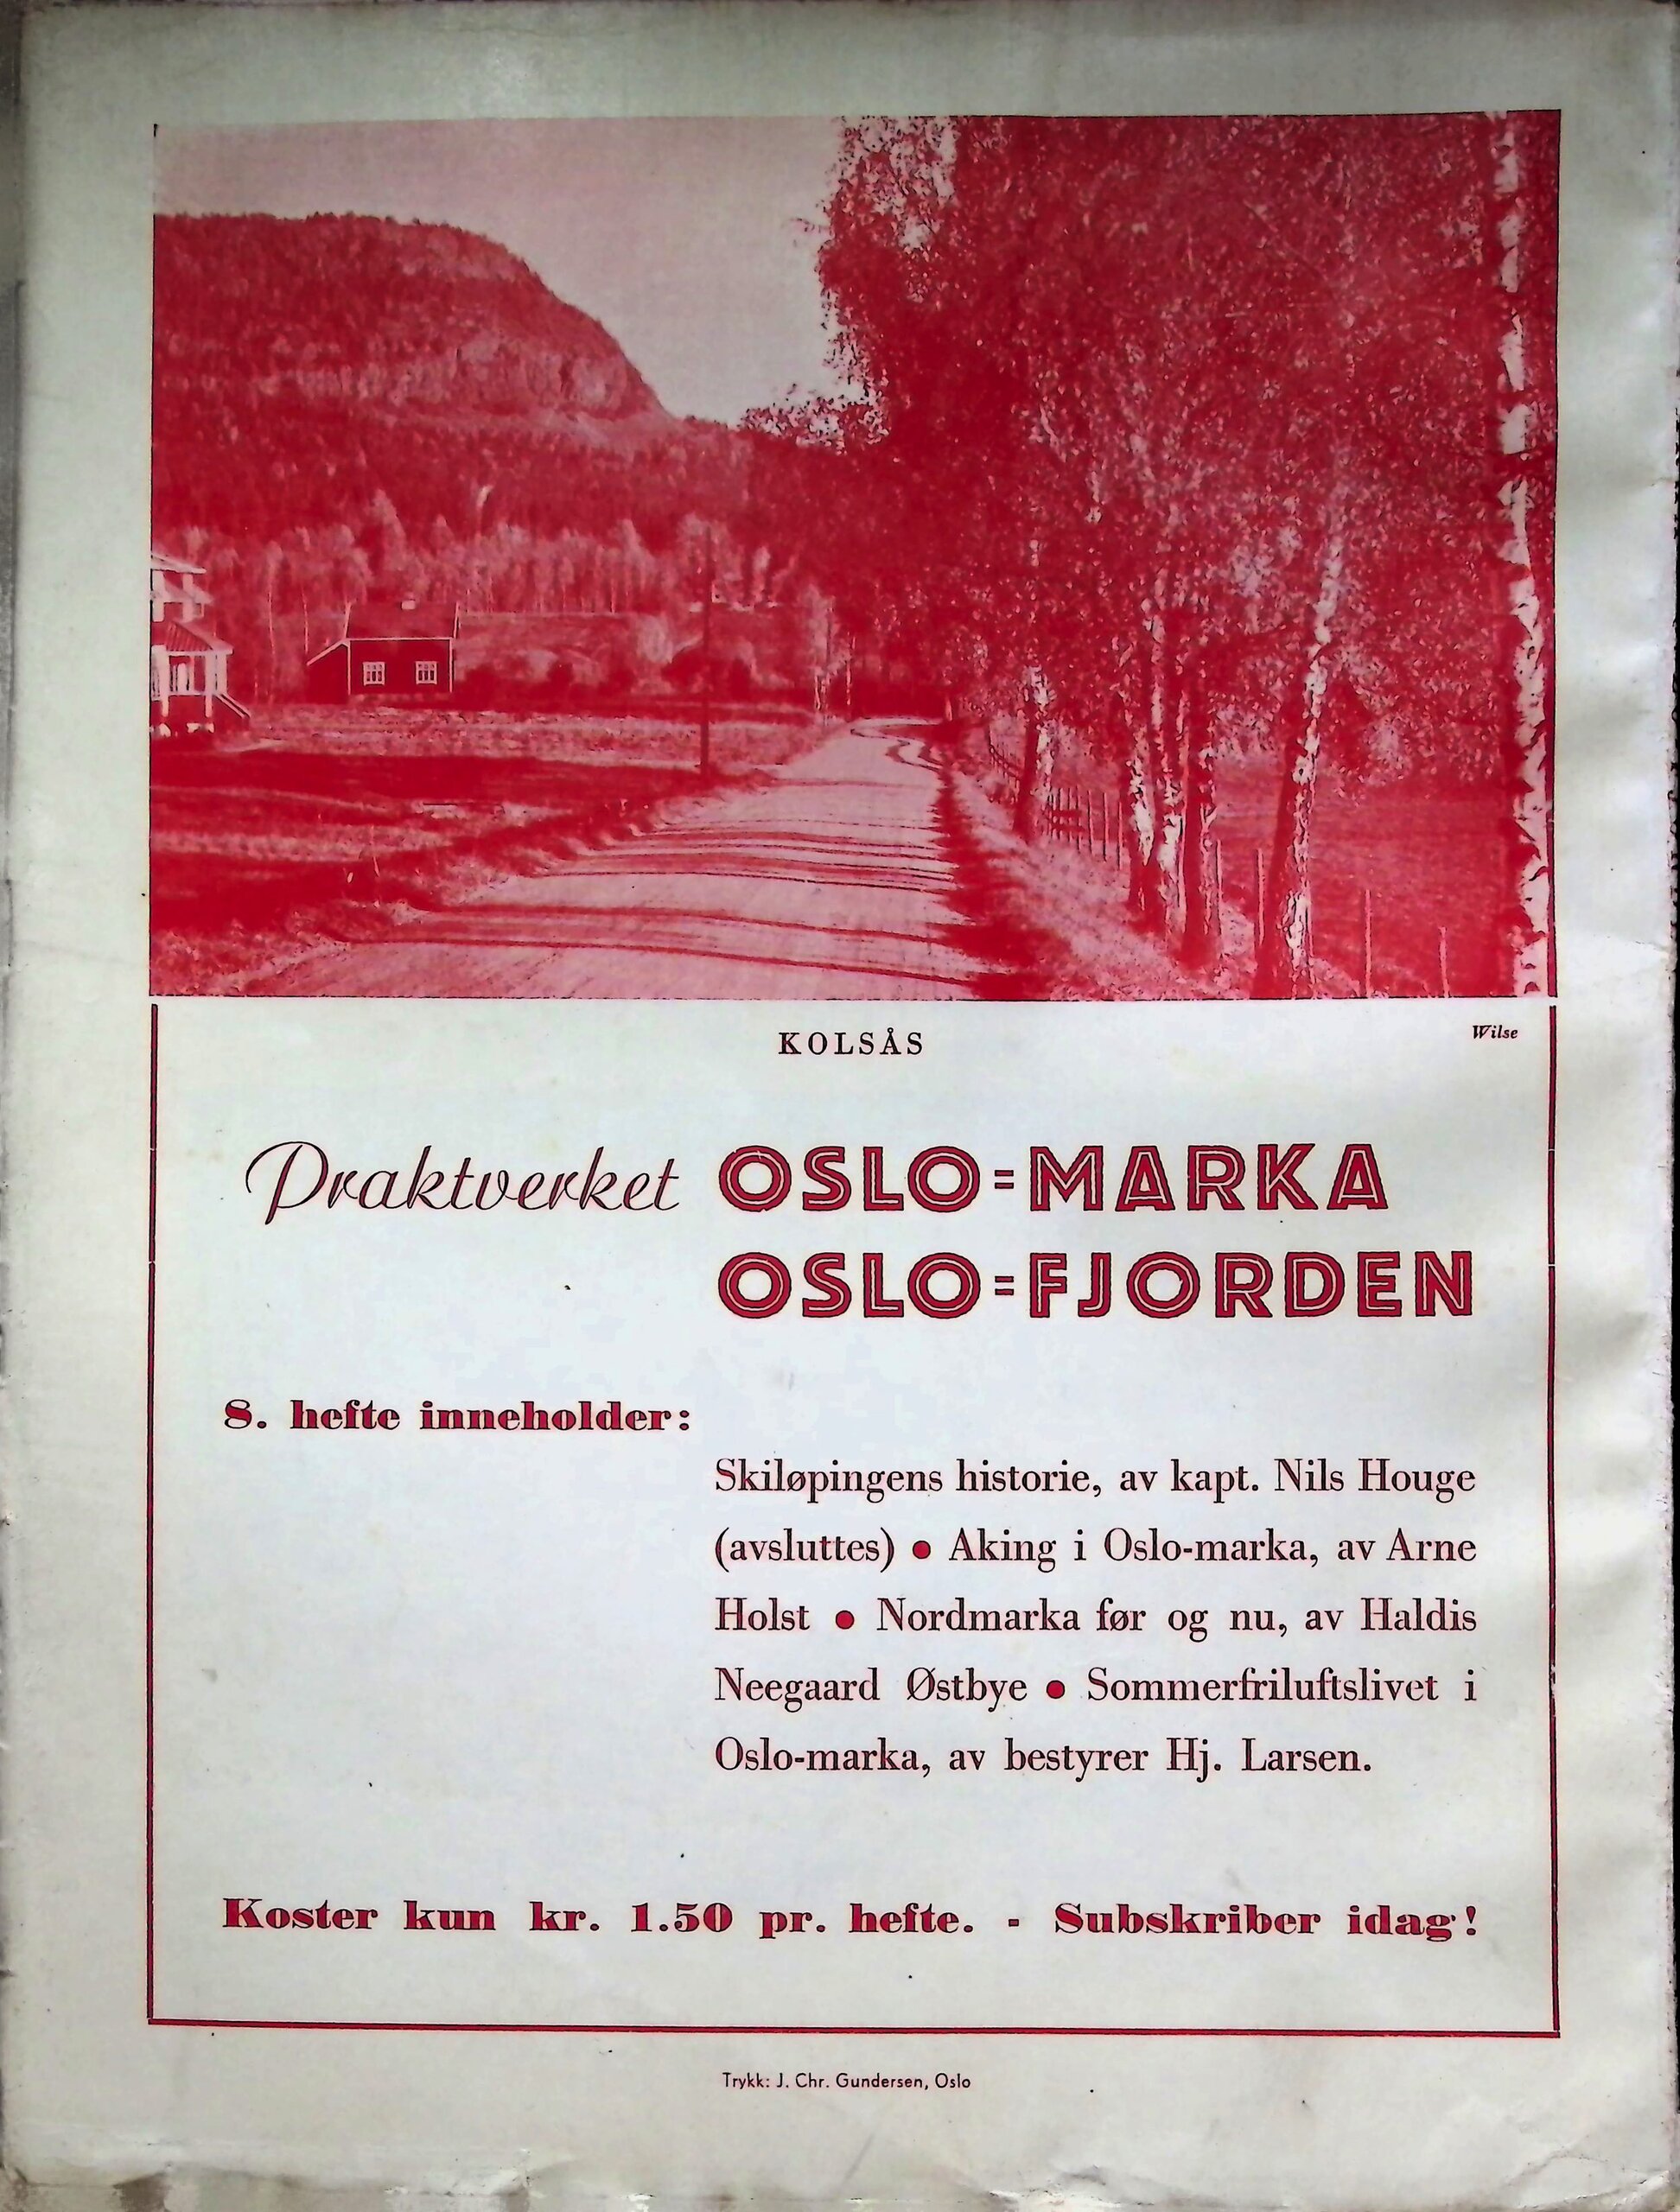 KOLSÅS
Wilse
Praktverket OSLO=MARKA
OSLO=FJORDEN
8. hefte inneholder:
Skiløpingens historie, av kapt. Nils Houge
(avsluttes) ● Aking i Oslo-marka, av Arne
Holst ● Nordmarka før og nu, av Haldis
Neegaard Østbye ● Sommerfriluftslivet i
Oslo-marka, av bestyrer Hj. Larsen.
Koster kun kr. 1.50 pr. hefte. - Subskriber idag!
Trykk: J. Chr. Gundersen, Oslo